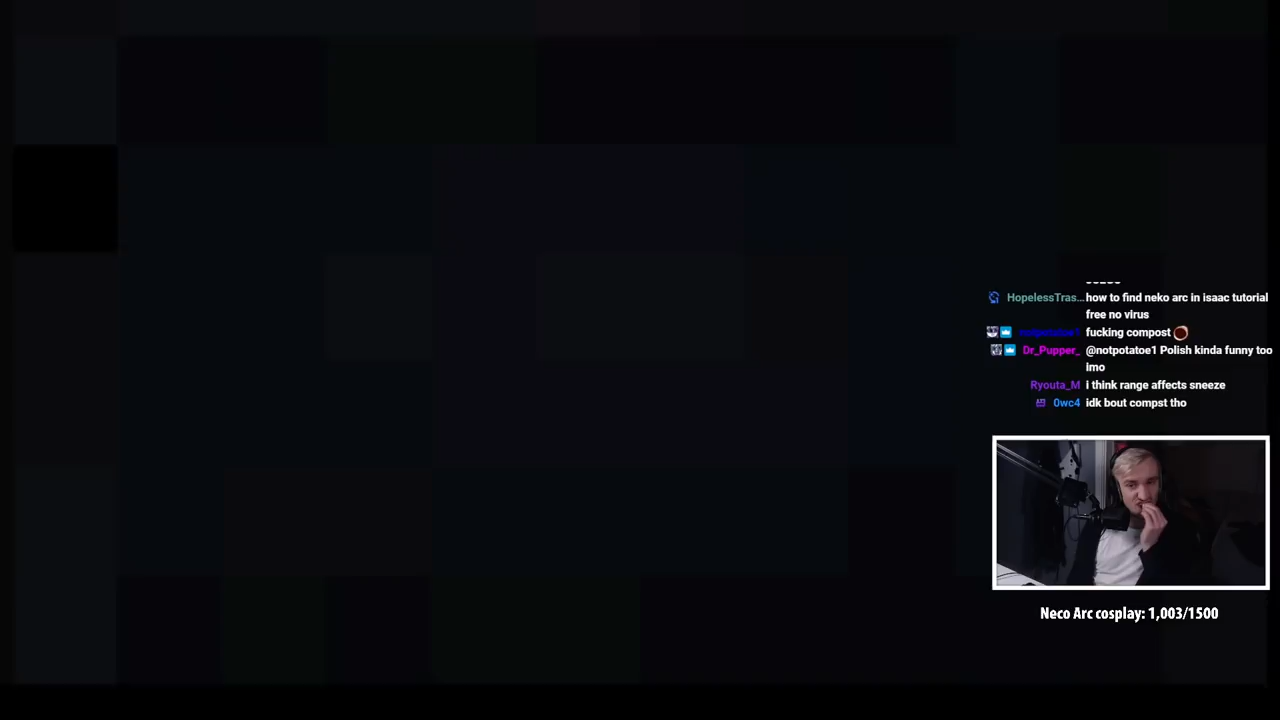 HopelessTras... how to find neko arc in isaac tutorial
free no virus
notpotatoe1 fucking compost
Dr_Pupper_ @notpotatoe1 Polish kinda funny too
imo
Ryouta_M i think range affects sneeze
0wc4 idk bout compst tho
Neco Arc cosplay: 1,003/1500